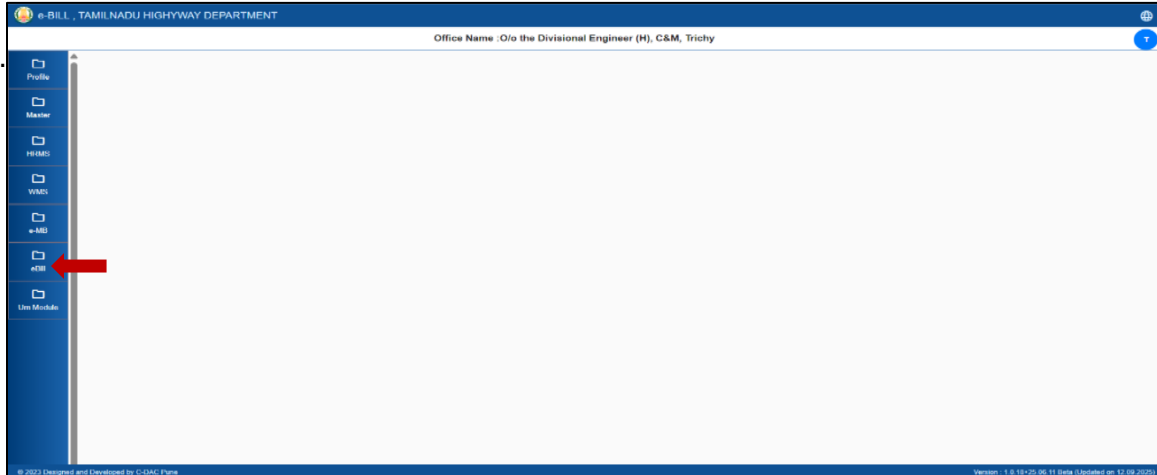 e-BILL , TAMILNADU HIGHYWAY DEPARTMENT
Office Name :O/o the Divisional Engineer (H), C&M, Trichy
T
Profile
Master
HRMS
WMS
e-MB
eBill
Um Module
© 2023 Designed and Developed by C-DAC Pune
Version : 1.0.18+25.06.11 Beta (Updated on 12.09.2025)